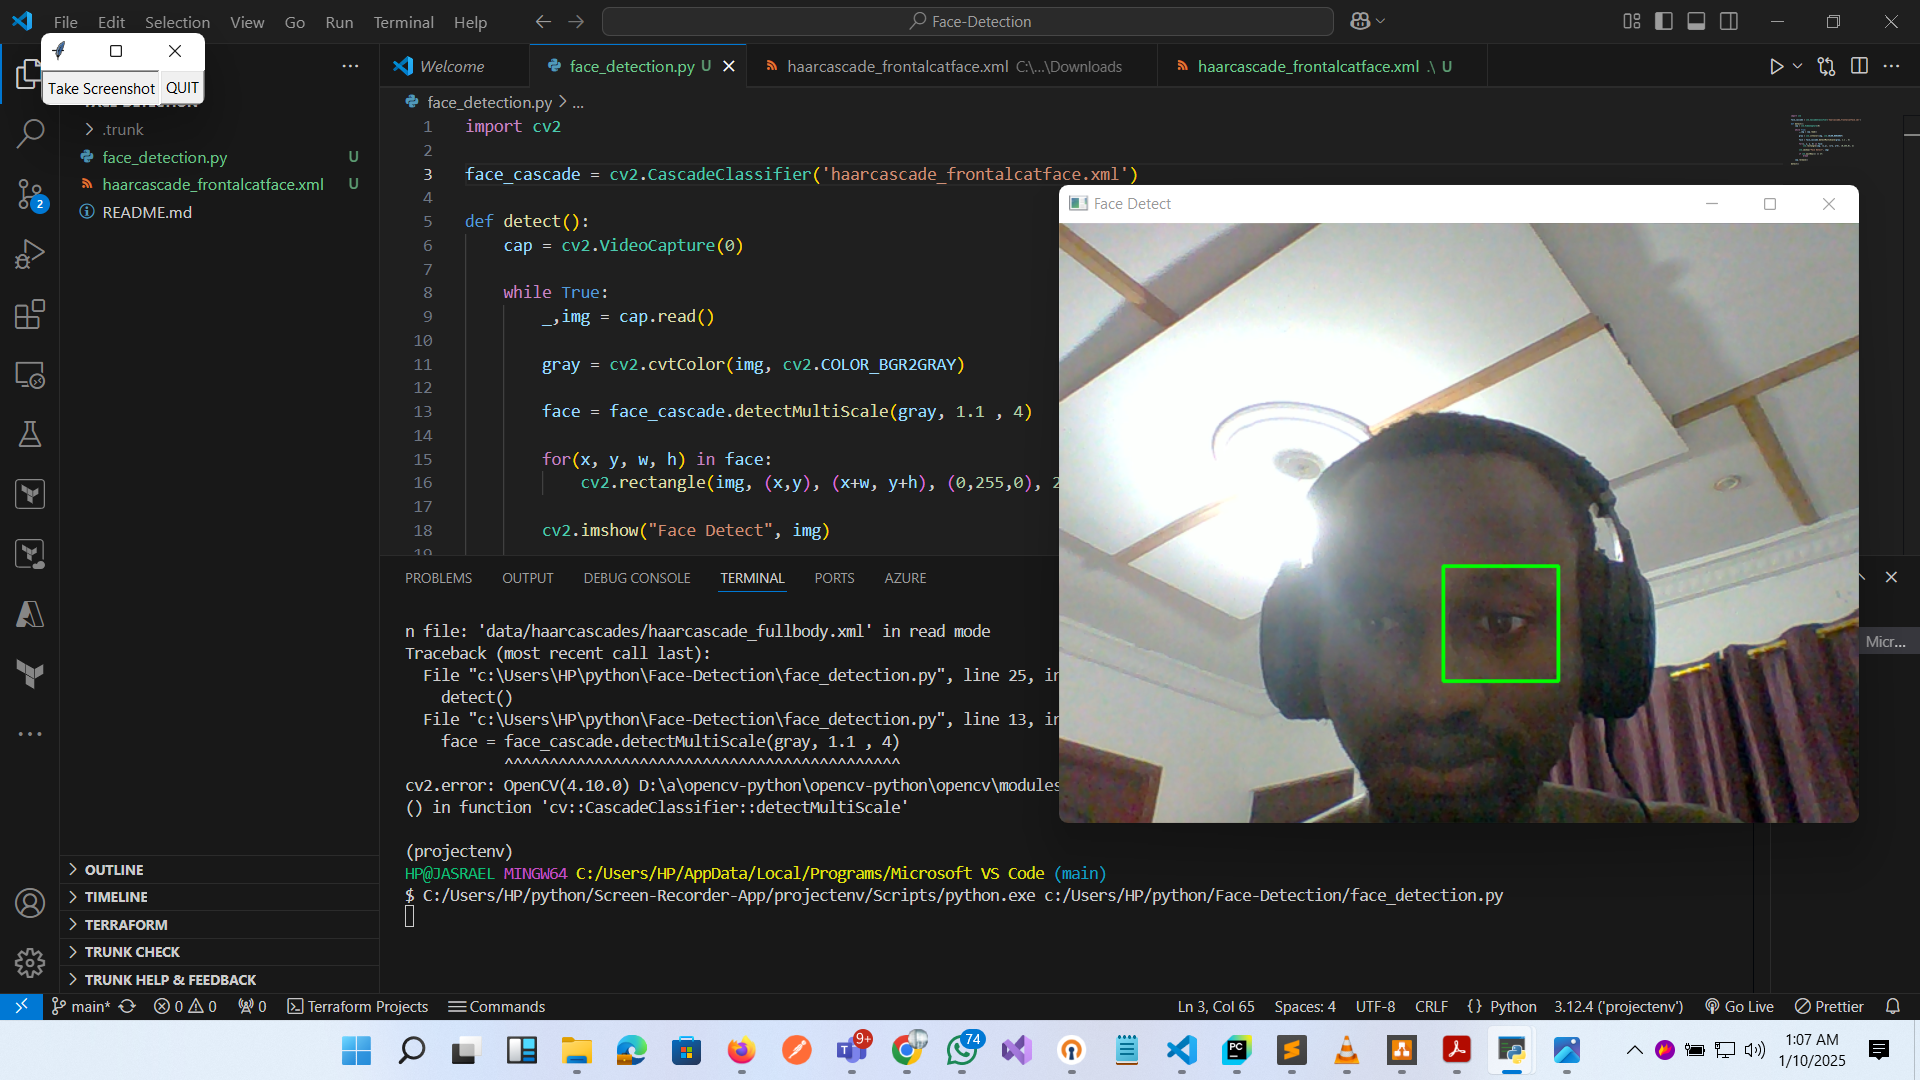 File Edit Selection View Go Run Terminal Help
Face-Detection
Take Screenshot QUIT
.trunk
face_detection.py U
haarcascade_frontalcatface.xml U
README.md
2
OUTLINE
TIMELINE
TERRAFORM
TRUNK CHECK
TRUNK HELP & FEEDBACK
Welcome face_detection.py U haarcascade_frontalcatface.xml C:\...\Downloads haarcascade_frontalcatface.xml .\ U
face_detection.py > ...
1 import cv2
2
3 face_cascade = cv2.CascadeClassifier('haarcascade_frontalcatface.xml')
4
5 def detect():
6 cap = cv2.VideoCapture(0)
7
8 while True:
9 _,img = cap.read()
10
11 gray = cv2.cvtColor(img, cv2.COLOR_BGR2GRAY)
12
13 face = face_cascade.detectMultiScale(gray, 1.1 , 4)
14
15 for(x, y, w, h) in face:
16 cv2.rectangle(img, (x,y), (x+w, y+h), (0,255,0), 2
17
18 cv2.imshow("Face Detect", img)
19
Face Detect
PROBLEMS OUTPUT DEBUG CONSOLE TERMINAL PORTS AZURE
n file: 'data/haarcascades/haarcascade_fullbody.xml' in read mode
Traceback (most recent call last):
File "c:\Users\HP\python\Face-Detection\face_detection.py", line 25, in
detect()
File "c:\Users\HP\python\Face-Detection\face_detection.py", line 13, in
face = face_cascade.detectMultiScale(gray, 1.1 , 4)
^^^^^^^^^^^^^^^^^^^^^^^^^^^^^^^^^^^^^^^^^^^^
cv2.error: OpenCV(4.10.0) D:\a\opencv-python\opencv-python\opencv\modules
() in function 'cv::CascadeClassifier::detectMultiScale'
(projectenv)
HP@JASRAEL MINGW64 C:/Users/HP/AppData/Local/Programs/Microsoft VS Code (main)
$ C:/Users/HP/python/Screen-Recorder-App/projectenv/Scripts/python.exe c:/Users/HP/python/Face-Detection/face_detection.py
Micr...
main* 0 0 0 Terraform Projects Commands
Ln 3, Col 65 Spaces: 4 UTF-8 CRLF {} Python 3.12.4 ('projectenv') Go Live Prettier
9+ 74 PC
1:07 AM
1/10/2025